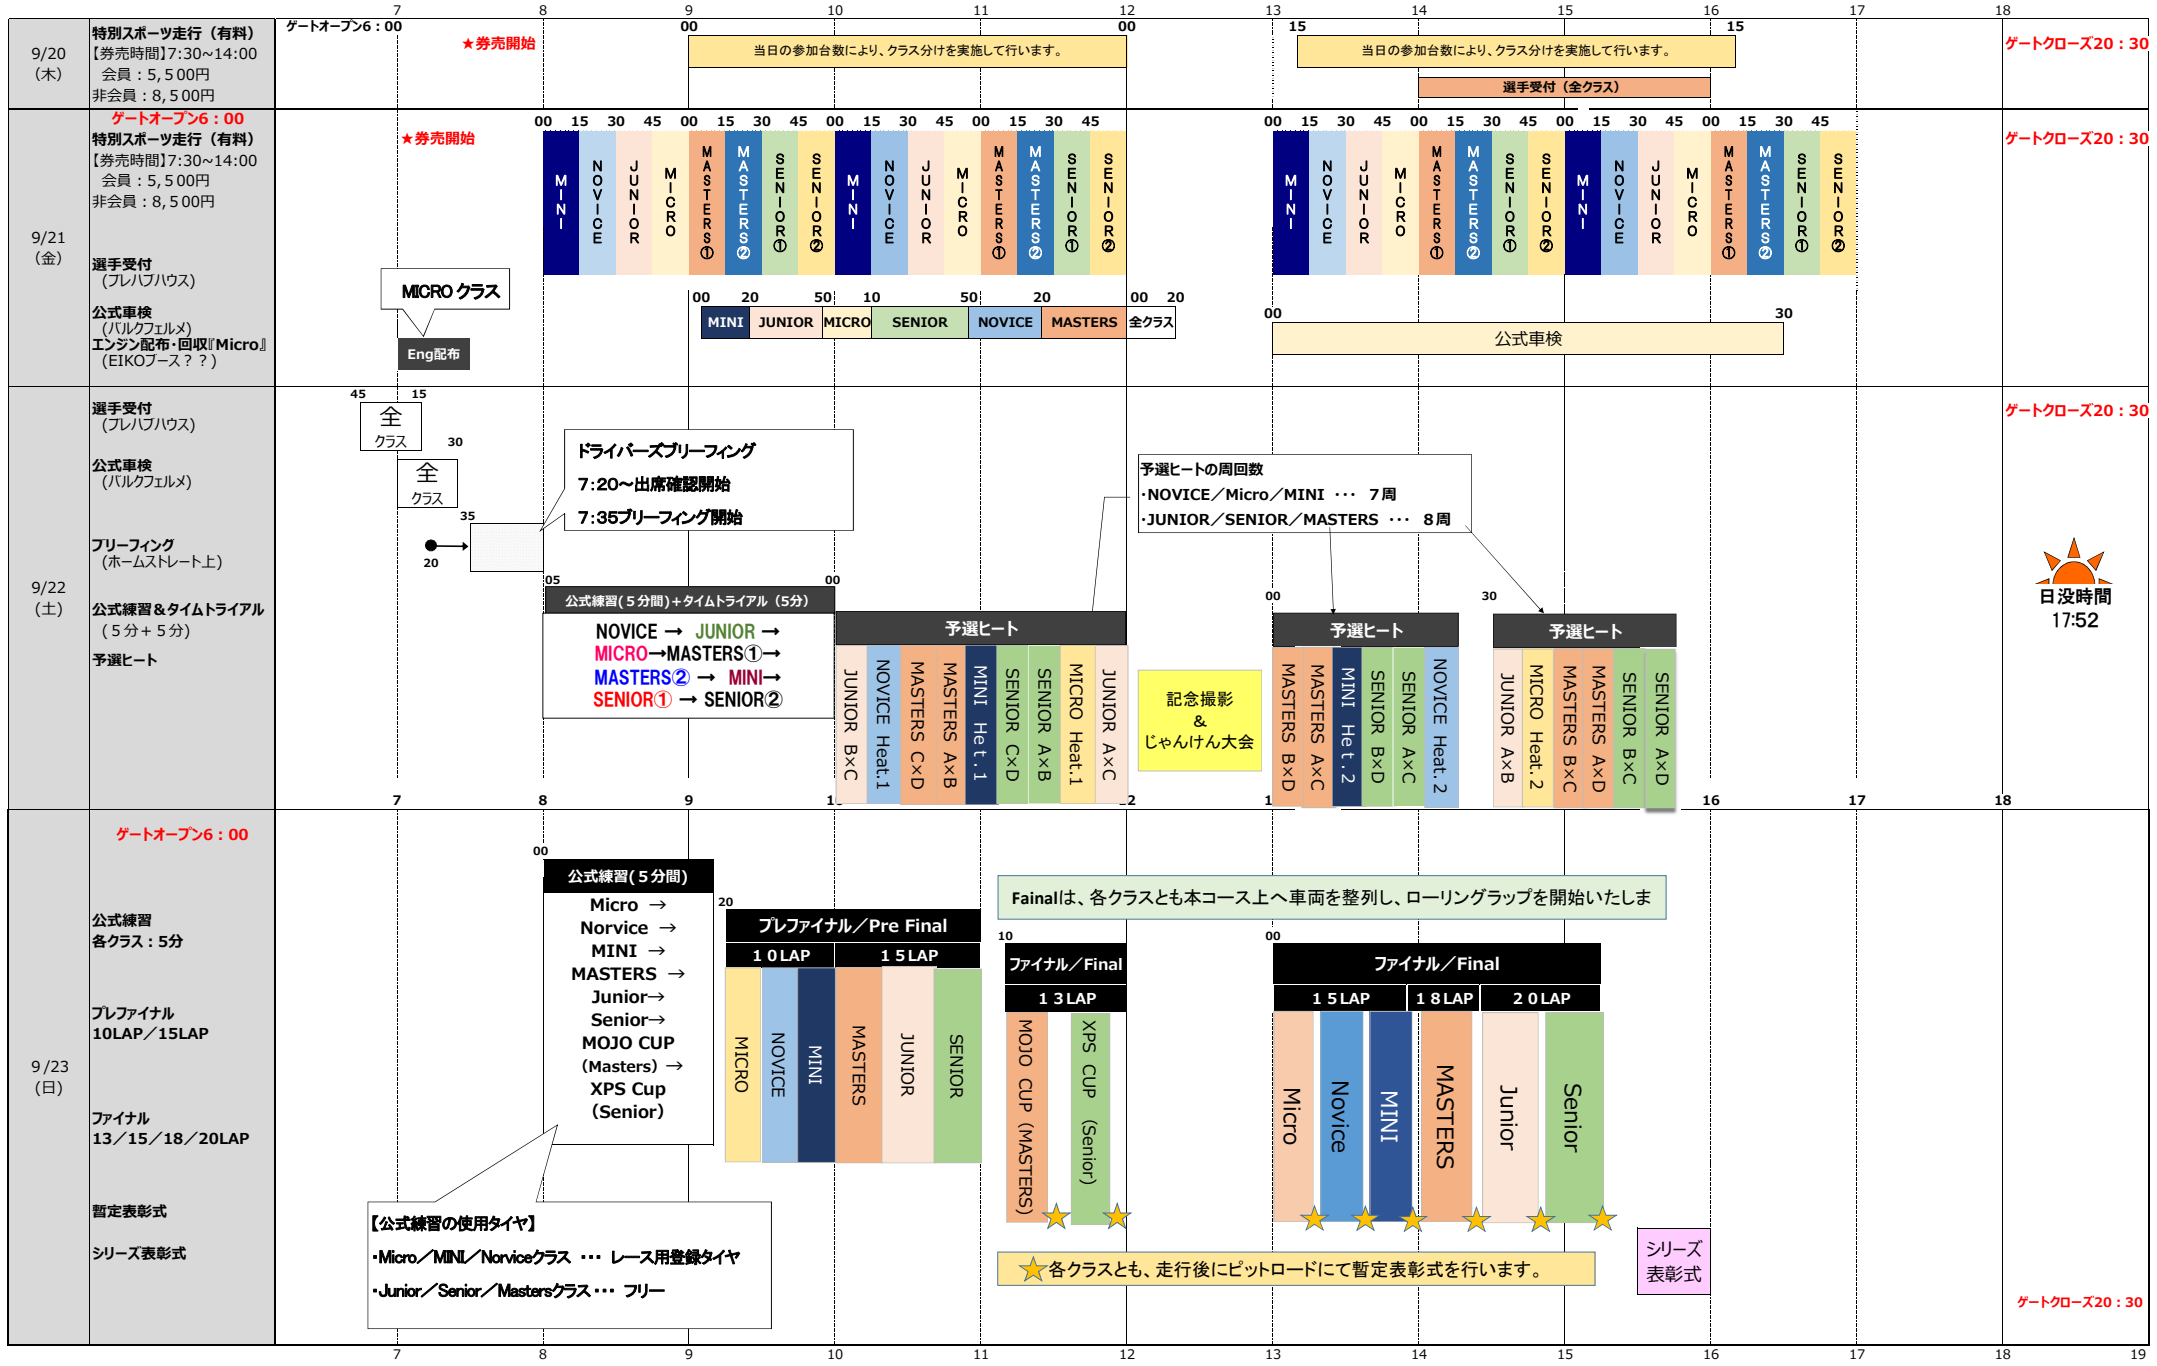 7 8 9 10 11 12 13 14 15 16 17 18
9/20
(木)
特別スポーツ走行（有料）
【券売時間】7:30~14:00
会員：5,500円
非会員：8,500円
ゲートオープン6：00
★券売開始
00 00
当日の参加台数により、クラス分けを実施して行います。
15 15
当日の参加台数により、クラス分けを実施して行います。
選手受付（全クラス）
ゲートクローズ20：30
9/21
(金)
ゲートオープン6：00
特別スポーツ走行（有料）
【券売時間】7:30~14:00
会員：5,500円
非会員：8,500円
選手受付
(プレハブハウス)
公式車検
(パルクフェルメ)
エンジン配布・回収『Micro』
(EIKOブース？？)
★券売開始
MICRO クラス
Eng配布
00 15 30 45 00 15 30 45 00 15 30 45 00 15 30 45
MINI
NOVICE
JUNIOR
MICRO
MASTERS①
MASTERS②
SENIOR①
SENIOR②
MINI
NOVICE
JUNIOR
MICRO
MASTERS①
MASTERS②
SENIOR①
SENIOR②
00 20 50 10 50 20 00 20
MINI JUNIOR MICRO SENIOR NOVICE MASTERS 全クラス
00 15 30 45 00 15 30 45 00 15 30 45 00 15 30 45
MINI
NOVICE
JUNIOR
MICRO
MASTERS①
MASTERS②
SENIOR①
SENIOR②
MINI
NOVICE
JUNIOR
MICRO
MASTERS①
MASTERS②
SENIOR①
SENIOR②
00 30
公式車検
ゲートクローズ20：30
9/22
(土)
選手受付
(プレハブハウス)
公式車検
(パルクフェルメ)
ブリーフィング
(ホームストレート上)
公式練習＆タイムトライアル
(５分＋５分)
予選ヒート
45 15
全
クラス
30
全
クラス
35
20
ドライバーズブリーフィング
7:20～出席確認開始
7:35ブリーフィング開始
05 00
公式練習(５分間)+タイムトライアル（5分）
NOVICE → JUNIOR →
MICRO→MASTERS①→
MASTERS② → MINI→
SENIOR① → SENIOR②
予選ヒートの周回数
・NOVICE／Micro／MINI ･･･ 7周
・JUNIOR／SENIOR／MASTERS ･･･ 8周
予選ヒート
JUNIOR B×C
NOVICE Heat.1
MASTERS C×D
MASTERS A×B
MINI Het.1
SENIOR C×D
SENIOR A×B
MICRO Heat.1
JUNIOR A×C
記念撮影
&
じゃんけん大会
00
予選ヒート
MASTERS B×D
MASTERS A×C
MINI Het.2
SENIOR B×D
SENIOR A×C
NOVICE Heat.2
30
予選ヒート
JUNIOR A×B
MICRO Heat.2
MASTERS B×C
MASTERS A×D
SENIOR B×C
SENIOR A×D
ゲートクローズ20：30
日没時間
17:52
7 8 9 1 2 1 16 17 18
9/23
(日)
ゲートオープン6：00
公式練習
各クラス：5分
プレファイナル
10LAP／15LAP
ファイナル
13／15／18／20LAP
暫定表彰式
シリーズ表彰式
00
公式練習(５分間)
Micro →
Norvice →
MINI →
MASTERS →
Junior→
Senior→
MOJO CUP
(Masters) →
XPS Cup
（Senior）
【公式練習の使用タイヤ】
・Micro／MINI／Norviceクラス ･･･ レース用登録タイヤ
・Junior／Senior／Mastersクラス･･･ フリー
20
プレファイナル／Pre Final
１０LAP １５LAP
MICRO
NOVICE
MINI
MASTERS
JUNIOR
SENIOR
Fainalは、各クラスとも本コース上へ車両を整列し、ローリングラップを開始いたしま
10
ファイナル／Final
１３LAP
MOJO CUP (MASTERS)
XPS CUP (Senior)
00
ファイナル／Final
１５LAP １８LAP ２０LAP
Micro
Novice
MINI
MASTERS
Junior
Senior
各クラスとも、走行後にピットロードにて暫定表彰式を行います。
シリーズ
表彰式
ゲートクローズ20：30
7 8 9 10 11 12 13 14 15 16 17 18 19